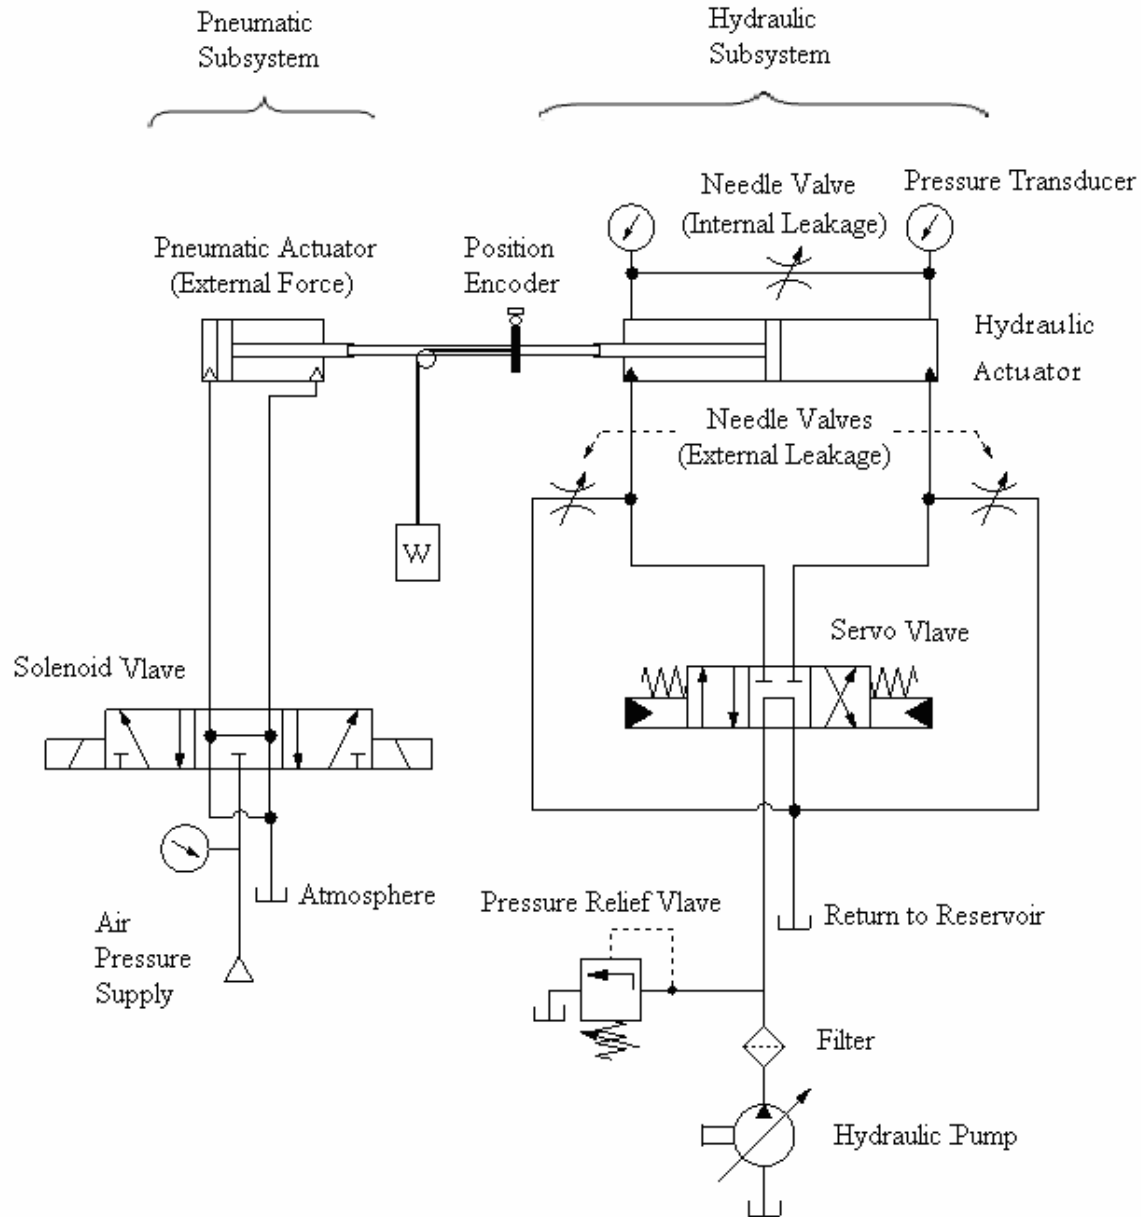 Pneumatic
Subsystem
Hydraulic
Subsystem
Needle Valve
(Internal Leakage)
Pressure Transducer
Pneumatic Actuator
(External Force)
Position
Encoder
Hydraulic
Actuator
Needle Valves
(External Leakage)
W
Servo Vlave
Solenoid Vlave
Atmosphere
Air
Pressure
Supply
Pressure Relief Vlave
Return to Reservoir
Filter
Hydraulic Pump